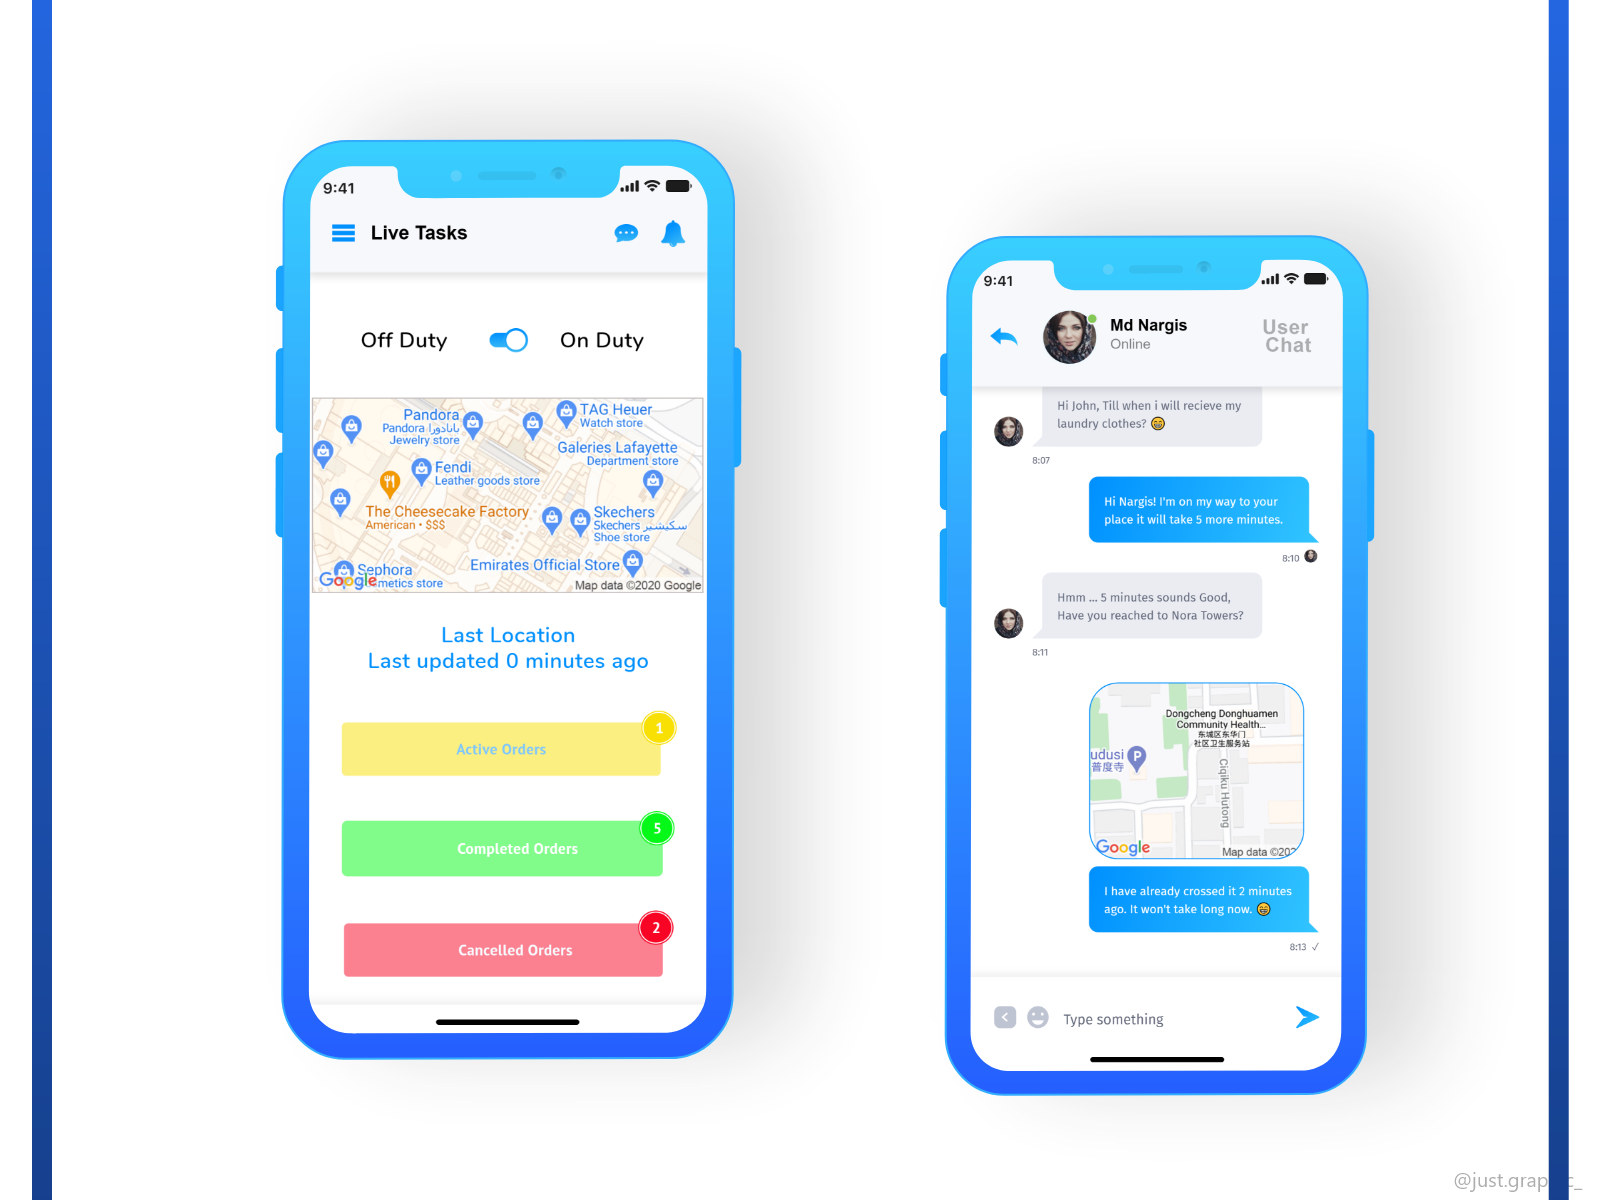 9:41
Live Tasks
Off Duty
On Duty
Pandora
Pandora باندورا
Jewelry store
TAG Heuer
Watch store
Galeries Lafayette
Department store
Fendi
Leather goods store
The Cheesecake Factory
American • $$$
Skechers
Skechers سكيتشيرز
Shoe store
Emirates Official Store
Sephora
metics store
Google
Map data ©2020 Google
Last Location
Last updated 0 minutes ago
1
Active Orders
5
Completed Orders
2
Cancelled Orders
9:41
Md Nargis
Online
User
Chat
Hi John, Till when i will recieve my
laundry clothes? 😁
8:07
Hi Nargis! I'm on my way to your
place it will take 5 more minutes.
8:10
Hmm ... 5 minutes sounds Good,
Have you reached to Nora Towers?
8:11
Dongcheng Donghuamen
Community Health...
东城区东华门
社区卫生服务站
udusi
普度寺
P
Ciqiku Hutong
Google
Map data ©202
I have already crossed it 2 minutes
ago. It won't take long now. 😁
8:13 ✓
Type something
@just.graphic_